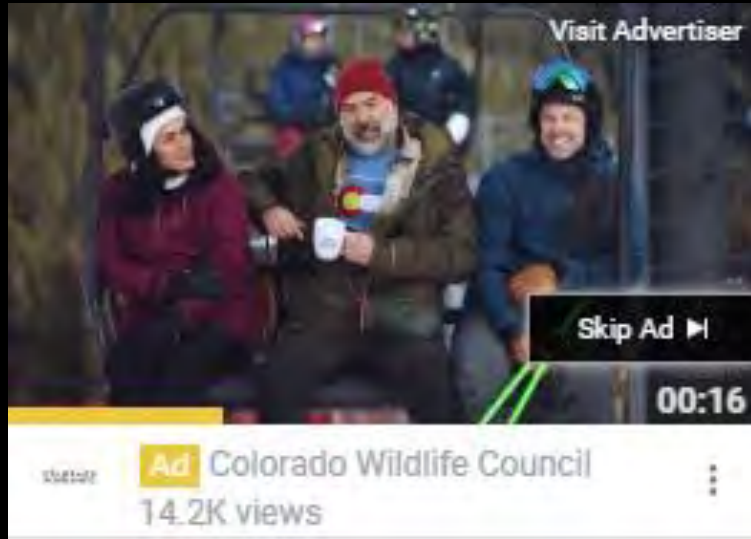 Visit Advertiser
Skip Ad
00:16
Ad Colorado Wildlife Council
14.2K views